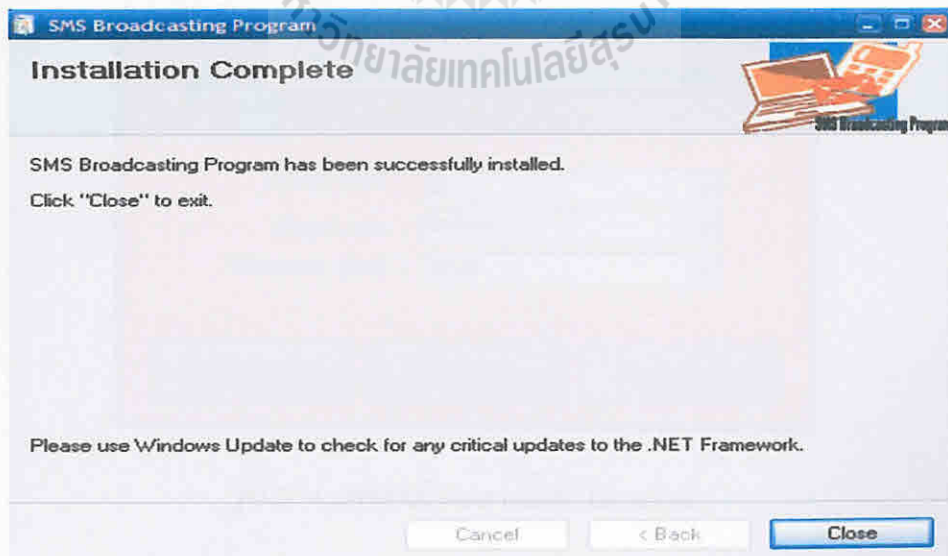 SMS Broadcasting Program
Installation Complete
SMS Broadcasting Program
SMS Broadcasting Program has been successfully installed.
Click "Close" to exit.
Please use Windows Update to check for any critical updates to the .NET Framework.
Cancel
< Back
Close